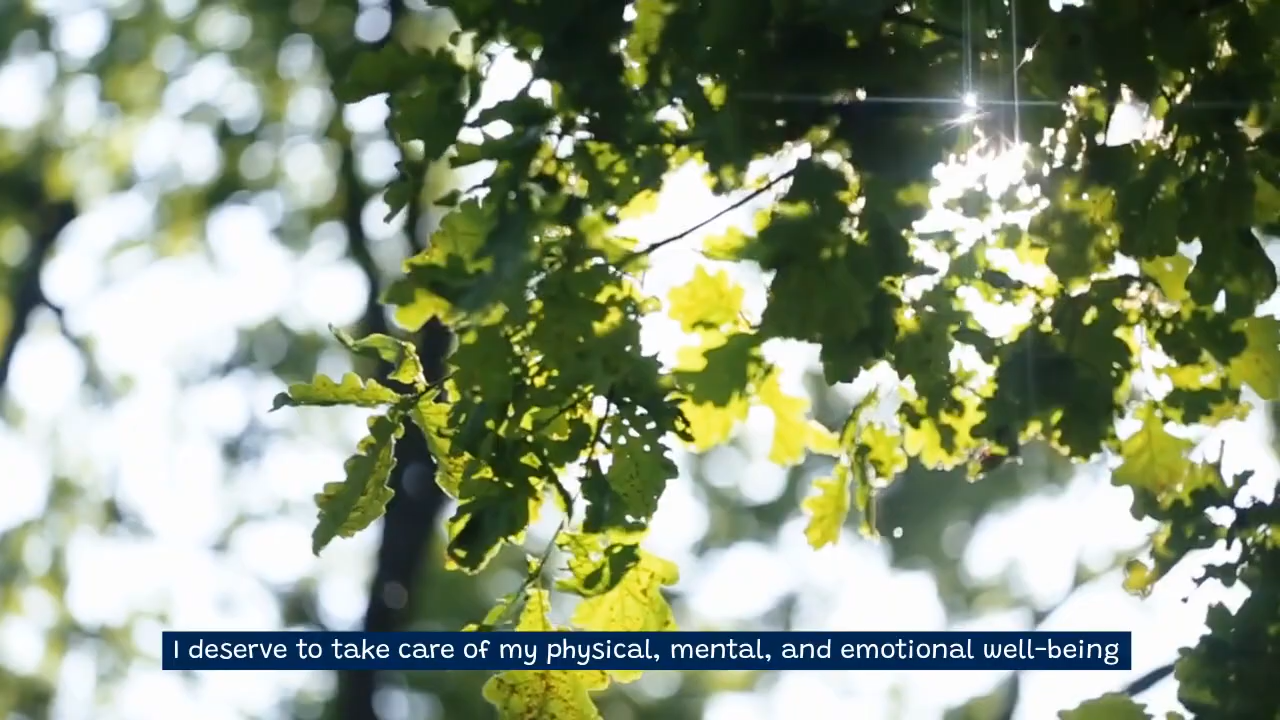 I deserve to take care of my physical, mental, and emotional well-being